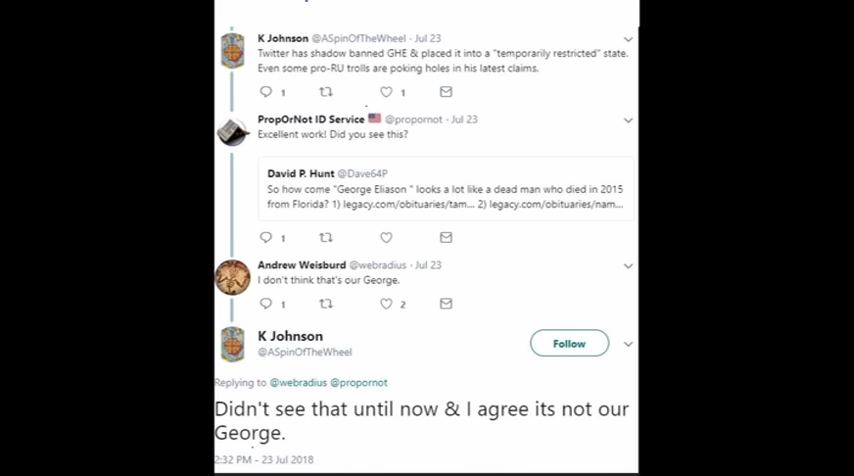 K Johnson @ASpinOfTheWheel · Jul 23
Twitter has shadow banned GHE & placed it into a "temporarily restricted" state.
Even some pro-RU trolls are poking holes in his latest claims.
1 1
PropOrNot ID Service @propornot · Jul 23
Excellent work! Did you see this?
David P. Hunt @Dave64P
So how come "George Eliason " looks a lot like a dead man who died in 2015
from Florida? 1) legacy.com/obituaries/tam... 2) legacy.com/obituaries/nam...
1
Andrew Weisburd @webradius · Jul 23
I don't think that's our George.
1 2
K Johnson
@ASpinOfTheWheel
Follow
Replying to @webradius @propornot
Didn't see that until now & I agree its not our
George.
2:32 PM - 23 Jul 2018